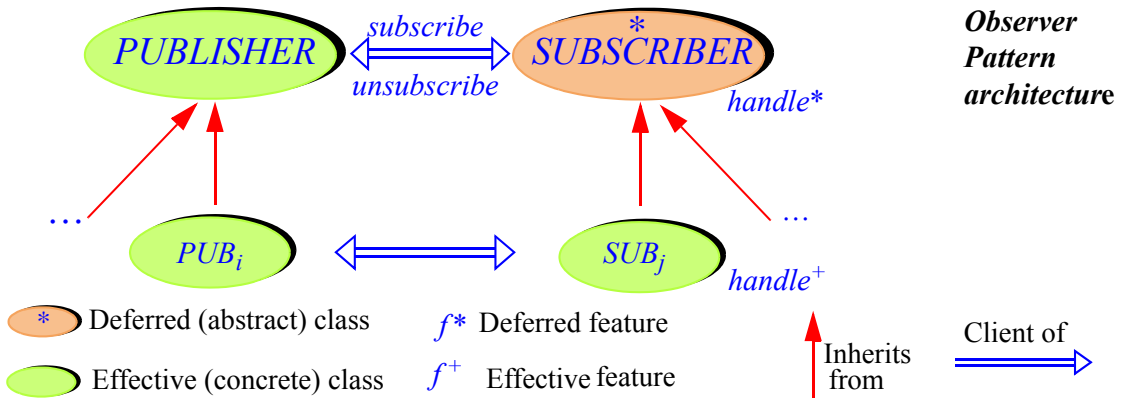 PUBLISHER
subscribe
unsubscribe
*
SUBSCRIBER
handle*
Observer
Pattern
architecture
...
...
PUBi
SUBj
handle+
* Deferred (abstract) class
f* Deferred feature
Effective (concrete) class
f+ Effective feature
Inherits
from
Client of